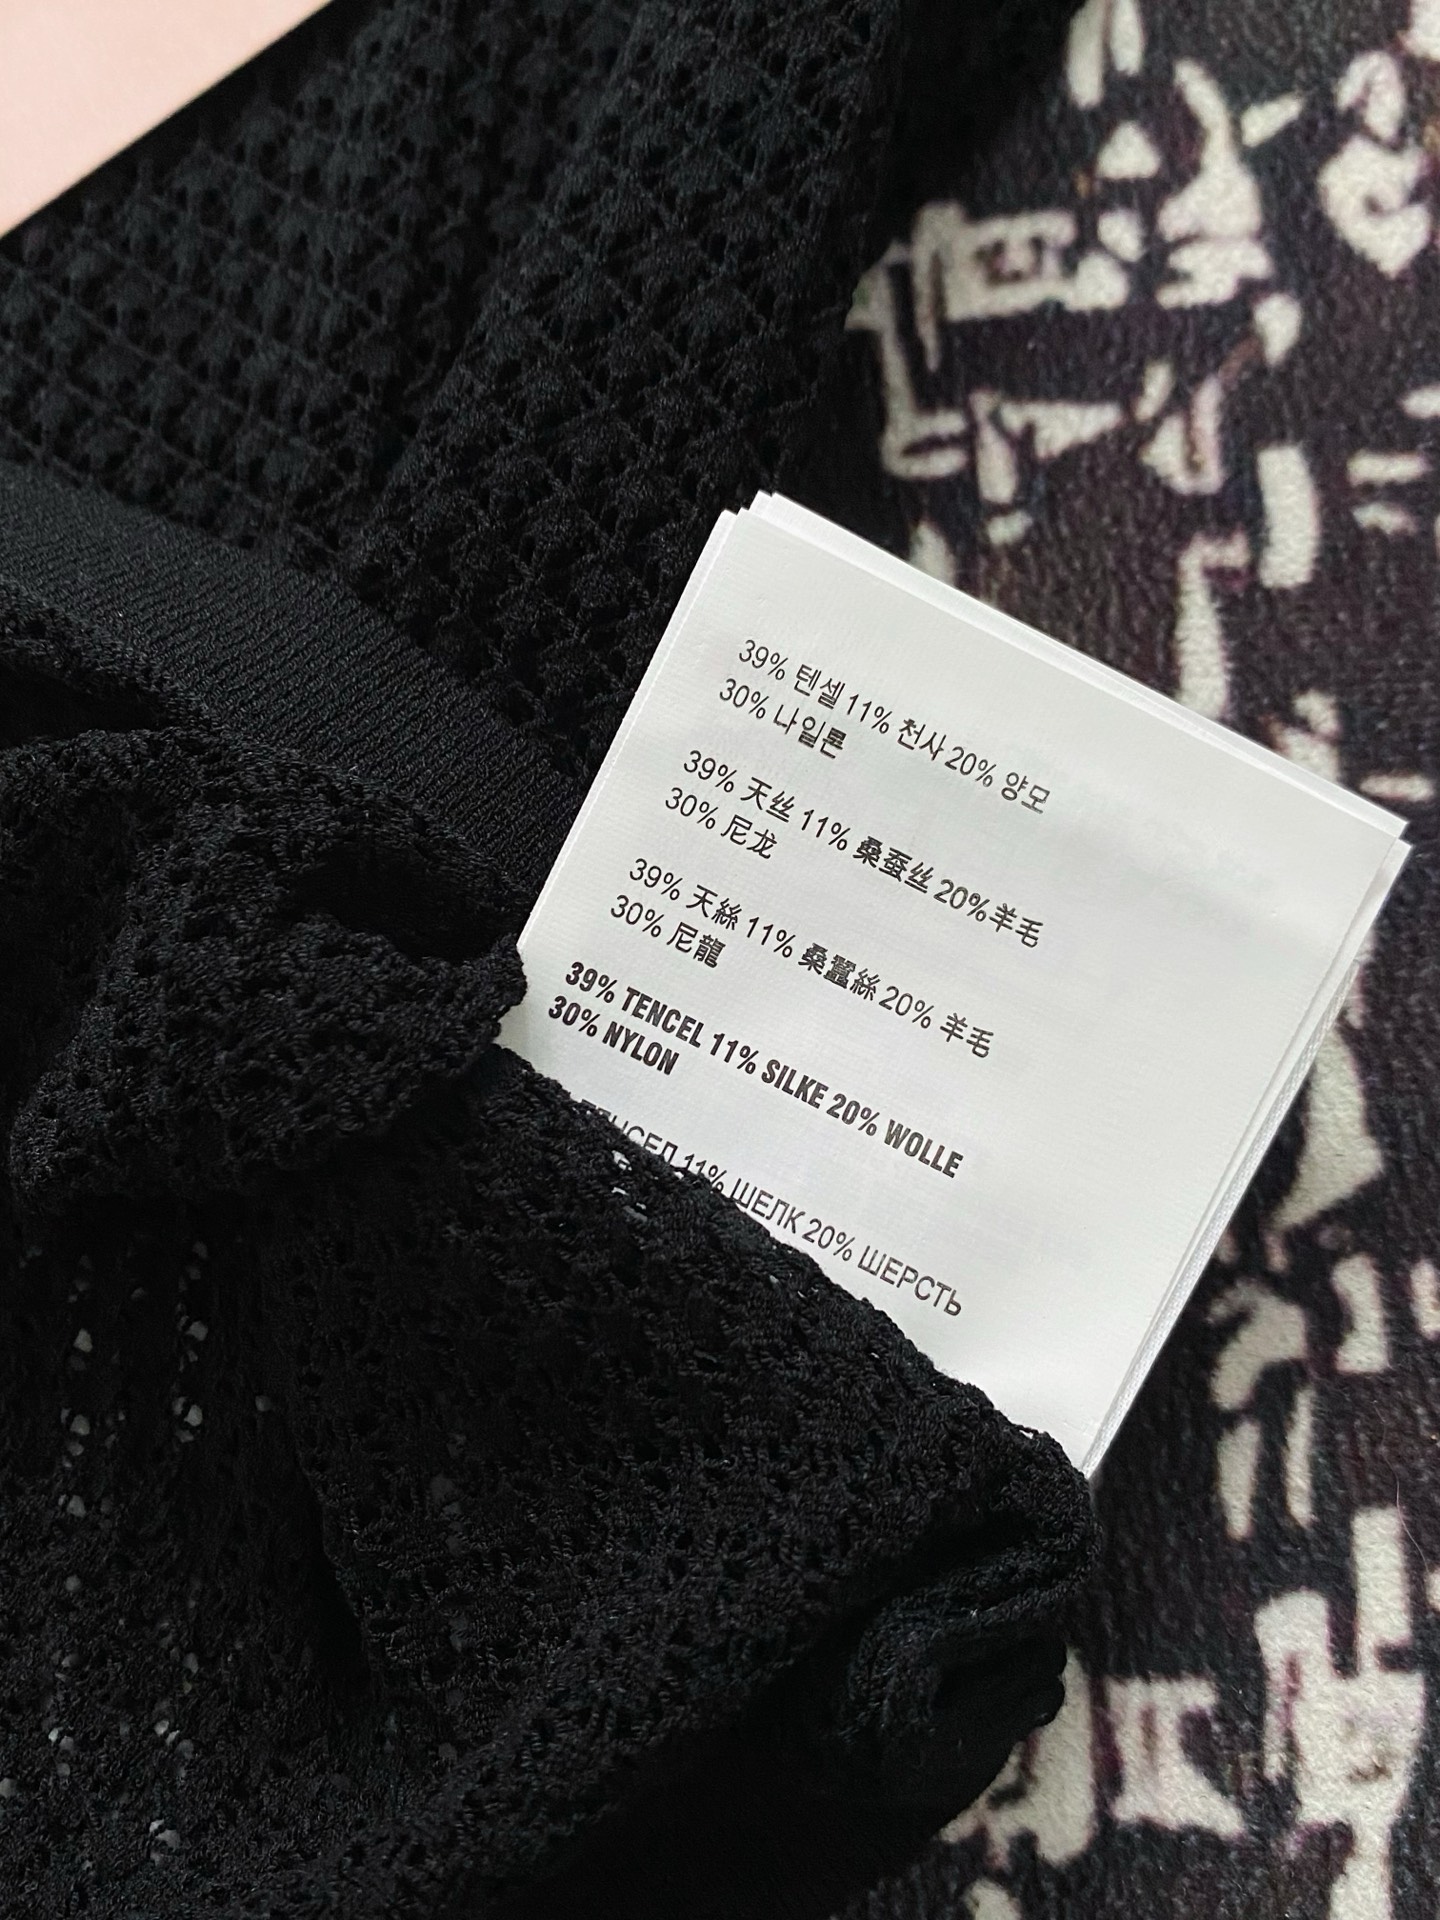 39% 텐셀 11% 천사 20% 양모
30% 나일론
39% 天丝 11% 桑蚕丝 20%羊毛
30% 尼龙
39% 天絲 11% 桑蠶絲 20% 羊毛
30% 尼龍
39% TENCEL 11% SILKE 20% WOLLE
30% NYLON
11% ШЕЛК 20% ШЕРСТЬ